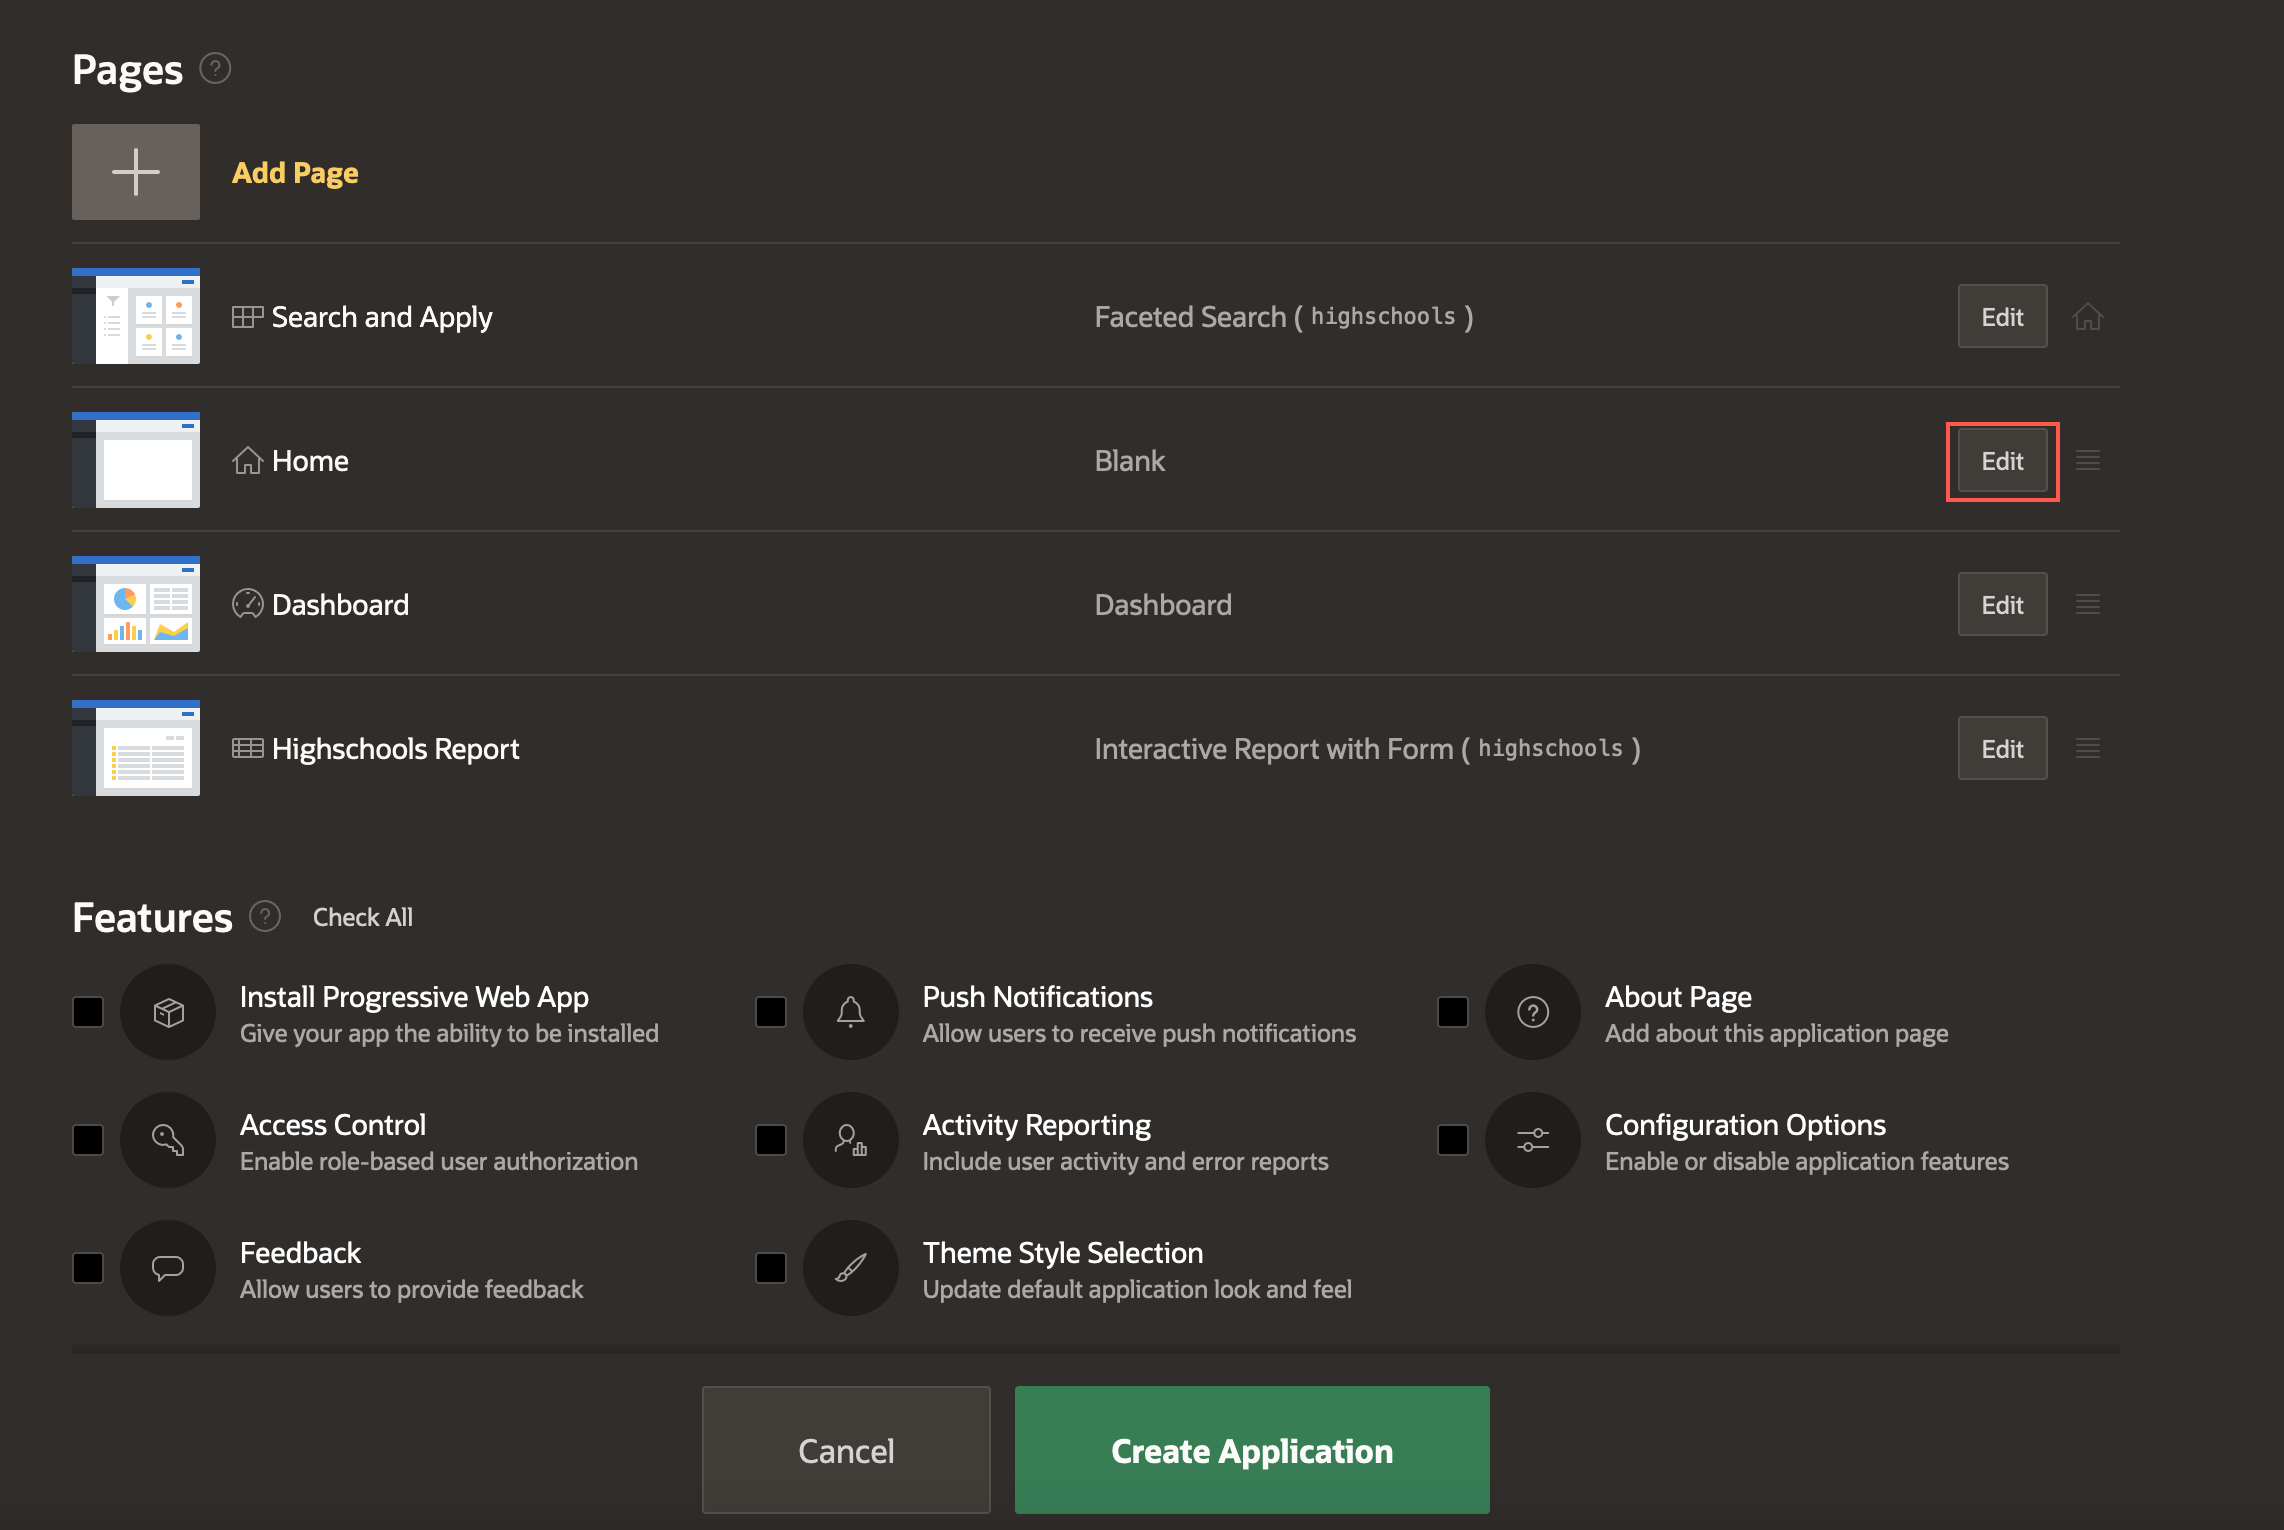 Pages ?
Add Page
Search and Apply Faceted Search ( highschools ) Edit
Home Blank Edit
Dashboard Dashboard Edit
Highschools Report Interactive Report with Form ( highschools ) Edit
Features ? Check All
Install Progressive Web App
Give your app the ability to be installed
Push Notifications
Allow users to receive push notifications
? About Page
Add about this application page
Access Control
Enable role-based user authorization
Activity Reporting
Include user activity and error reports
Configuration Options
Enable or disable application features
Feedback
Allow users to provide feedback
Theme Style Selection
Update default application look and feel
Cancel Create Application